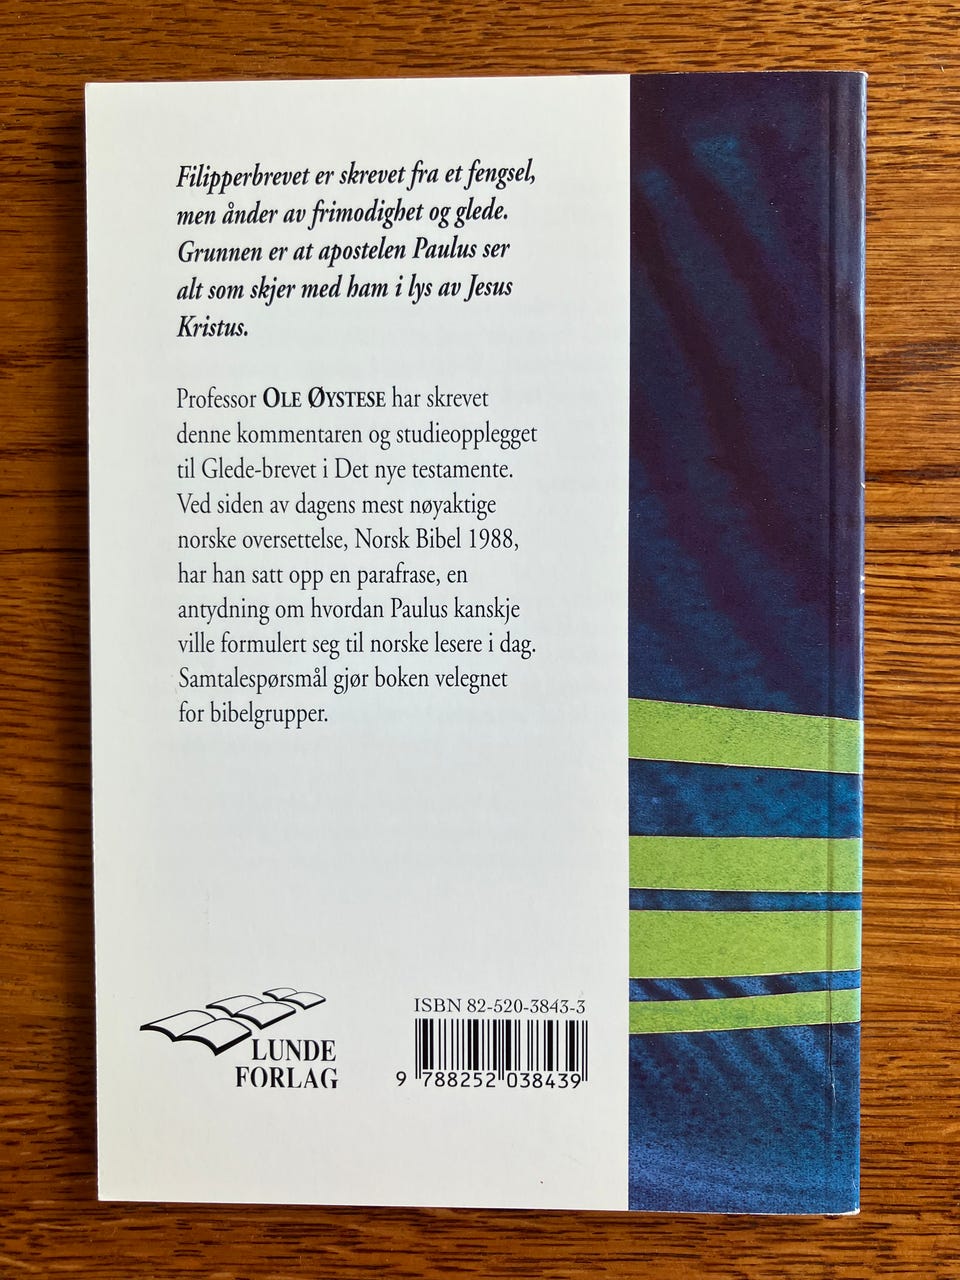 Filipperbrevet er skrevet fra et fengsel,
men ånder av frimodighet og glede.
Grunnen er at apostelen Paulus ser
alt som skjer med ham i lys av Jesus
Kristus.
Professor OLE ØYSTESE har skrevet
denne kommentaren og studieopplegget
til Glede-brevet i Det nye testamente.
Ved siden av dagens mest nøyaktige
norske oversettelse, Norsk Bibel 1988,
har han satt opp en parafrase, en
antydning om hvordan Paulus kanskje
ville formulert seg til norske lesere i dag.
Samtalespørsmål gjør boken velegnet
for bibelgrupper.
LUNDE
FORLAG
ISBN 82-520-3843-3
9 788252 038439